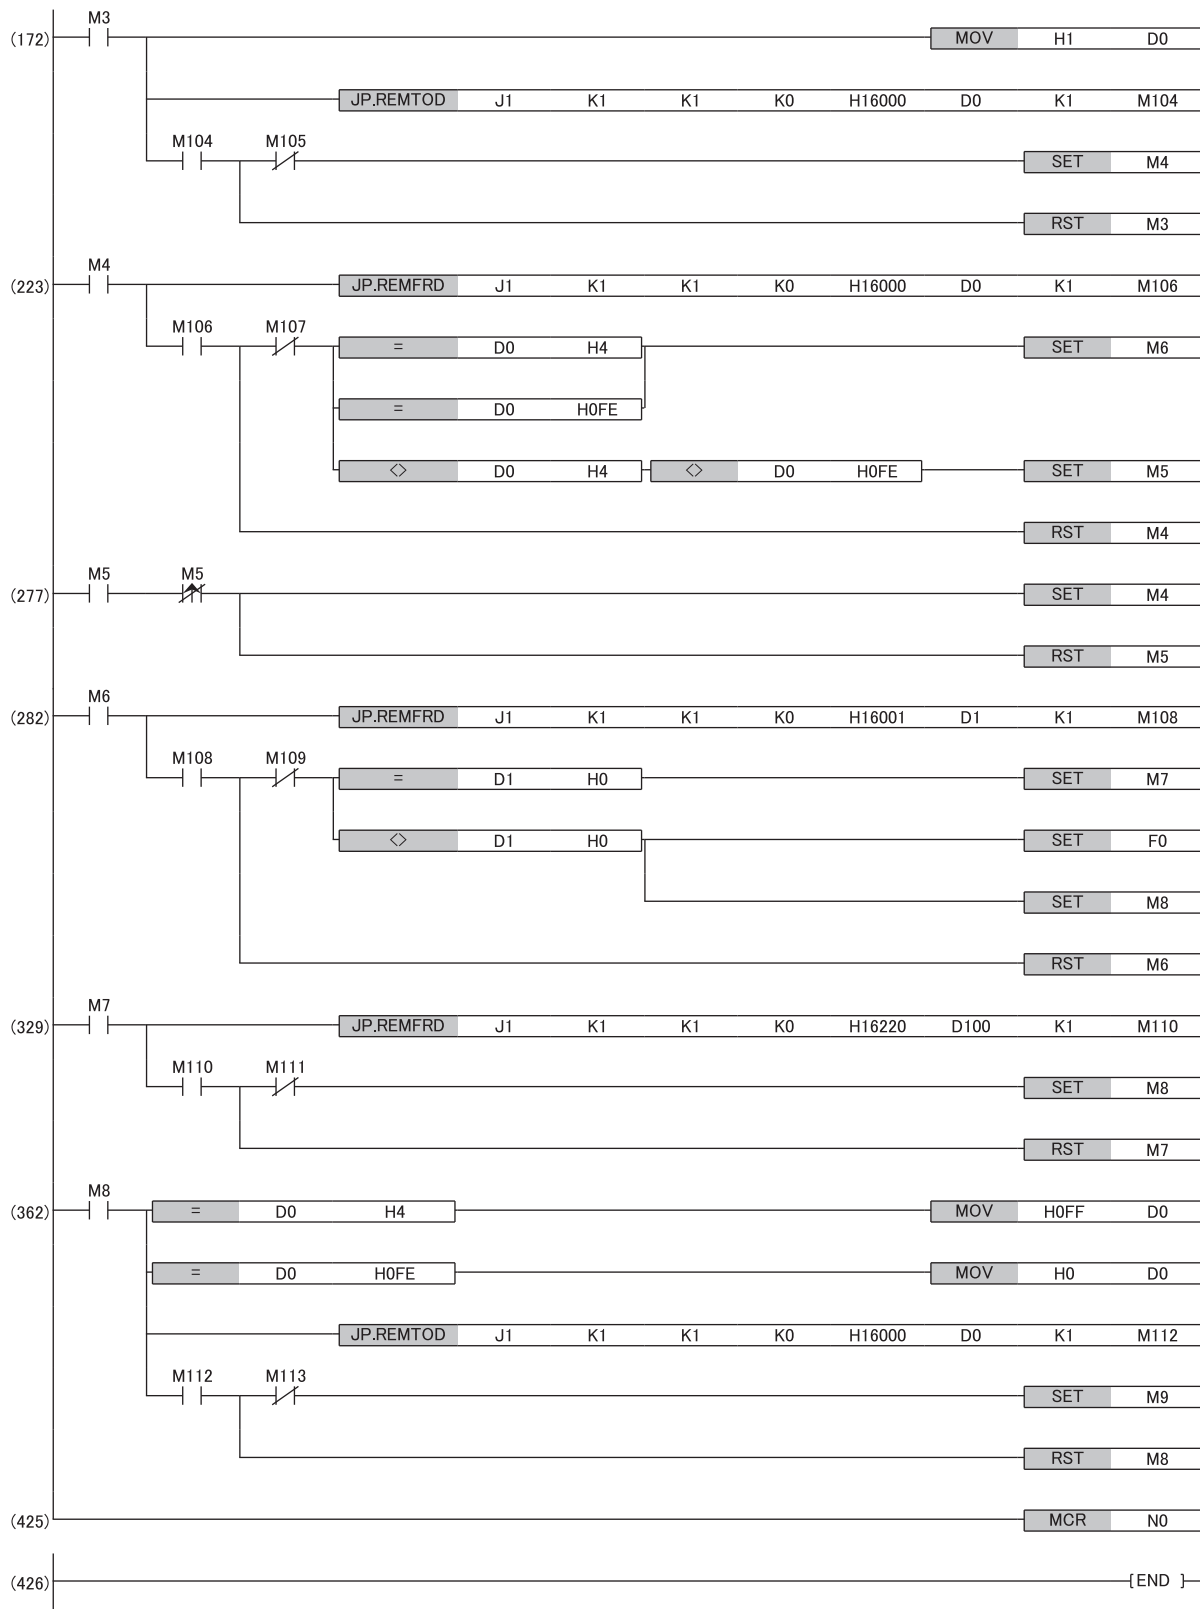 M3
(172) MOV H1 D0
JP.REMTOD J1 K1 K1 K0 H16000 D0 K1 M104
M104 M105
SET M4
RST M3
M4
(223) JP.REMFRD J1 K1 K1 K0 H16000 D0 K1 M106
M106 M107
= D0 H4 SET M6
= D0 H0FE
<> D0 H4 <> D0 H0FE SET M5
RST M4
M5 M5
(277) SET M4
RST M5
M6
(282) JP.REMFRD J1 K1 K1 K0 H16001 D1 K1 M108
M108 M109
= D1 H0 SET M7
<> D1 H0 SET F0
SET M8
RST M6
M7
(329) JP.REMFRD J1 K1 K1 K0 H16220 D100 K1 M110
M110 M111
SET M8
RST M7
M8
(362) = D0 H4 MOV H0FF D0
= D0 H0FE MOV H0 D0
JP.REMTOD J1 K1 K1 K0 H16000 D0 K1 M112
M112 M113
SET M9
RST M8
(425) MCR N0
(426) [END ]